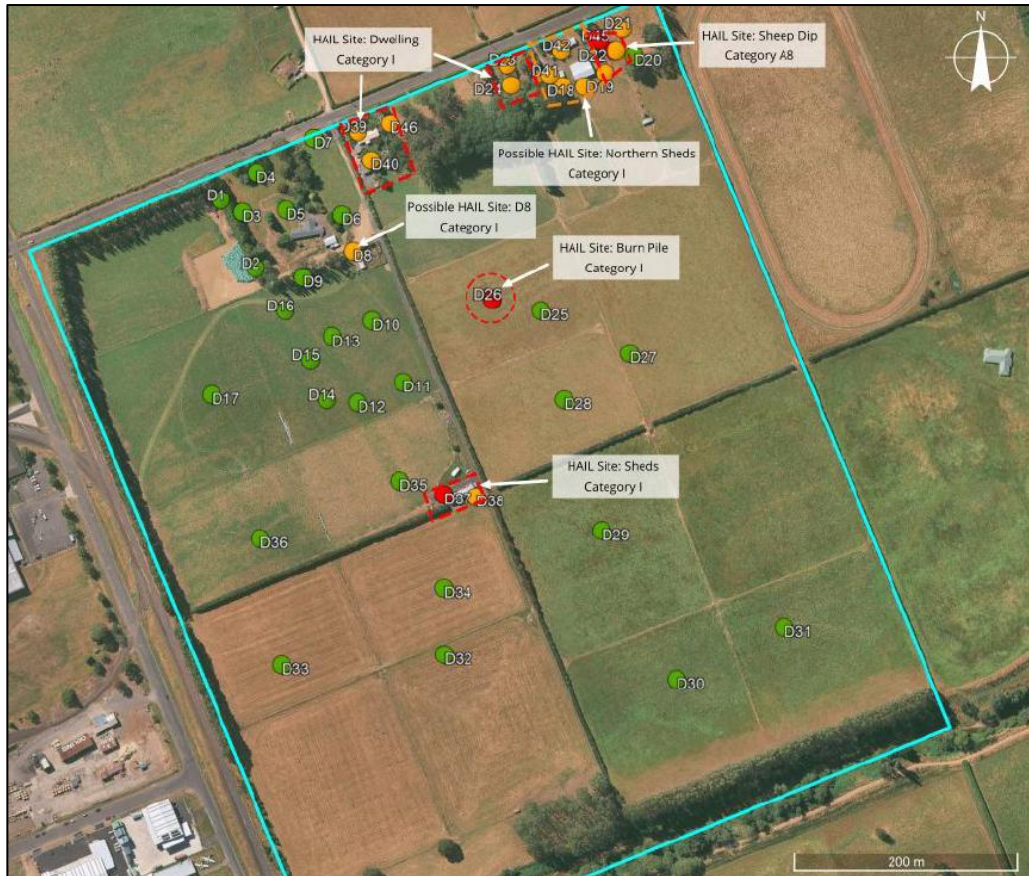 N
D21
D45
D42
D22
D20
HAIL Site: Sheep Dip
Category A8
HAIL Site: Dwelling
Category I
D23
D24
D41
D18
D19
Possible HAIL Site: Northern Sheds
Category I
D39
D46
D40
D7
D4
D1
D3
D5
D6
Possible HAIL Site: D8
Category I
D8
D2
D9
HAIL Site: Burn Pile
Category I
D26
D16
D25
D10
D13
D15
D27
D17
D14
D12
D11
D28
HAIL Site: Sheds
Category I
D35
D37
D38
D36
D29
D34
D31
D32
D33
D30
200 m